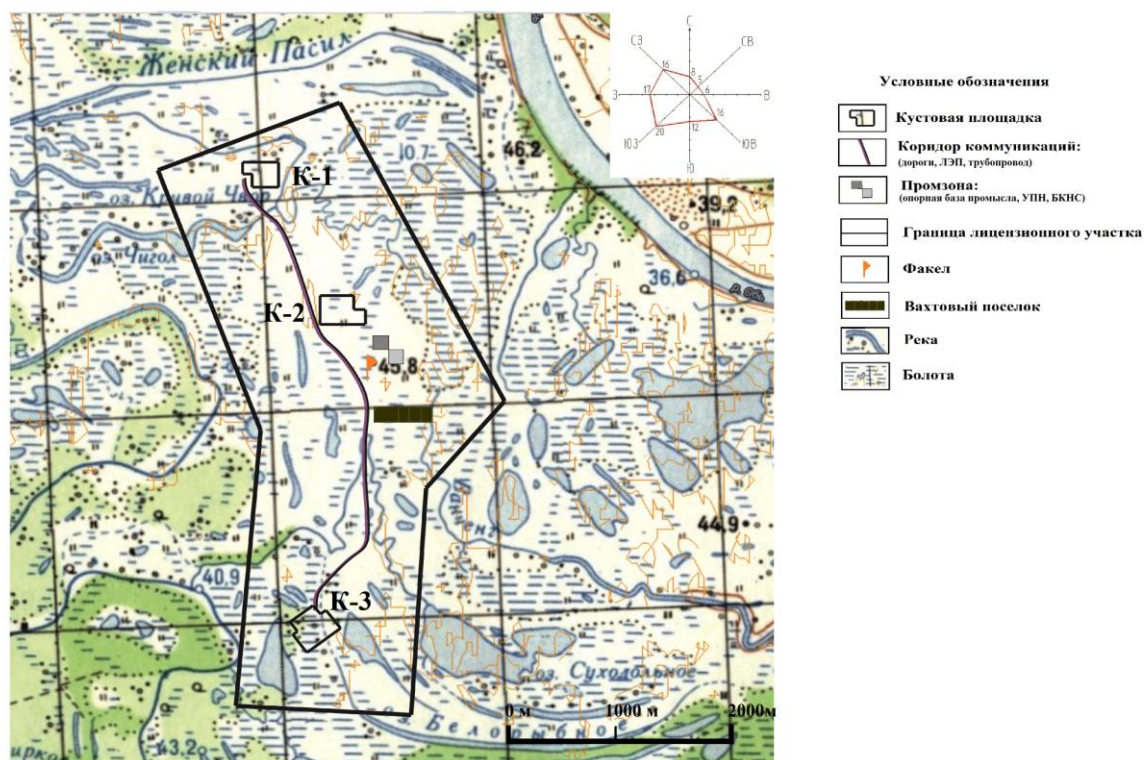 Женский Пасил
С
СЗ
СВ
16
8
5
17
6
З
В
16
20
12
ЮЗ
ЮВ
Ю
10.7
46.2
К-1
оз. Кривой Чвор
39,2
оз. Чигол
36,6
р. Обь
К-2
45,8
44.9
40,9
К-3
оз. Суходольное
оз. Белорыбное
0 м
1000 м
2000м
43.2
Условные обозначения
Кустовая площадка
Коридор коммуникаций:
(дороги, ЛЭП, трубопровод)
Промзона:
(опорная база промысла, УПН, БКНС)
Граница лицензионного участка
Факел
Вахтовый поселок
Река
Болота